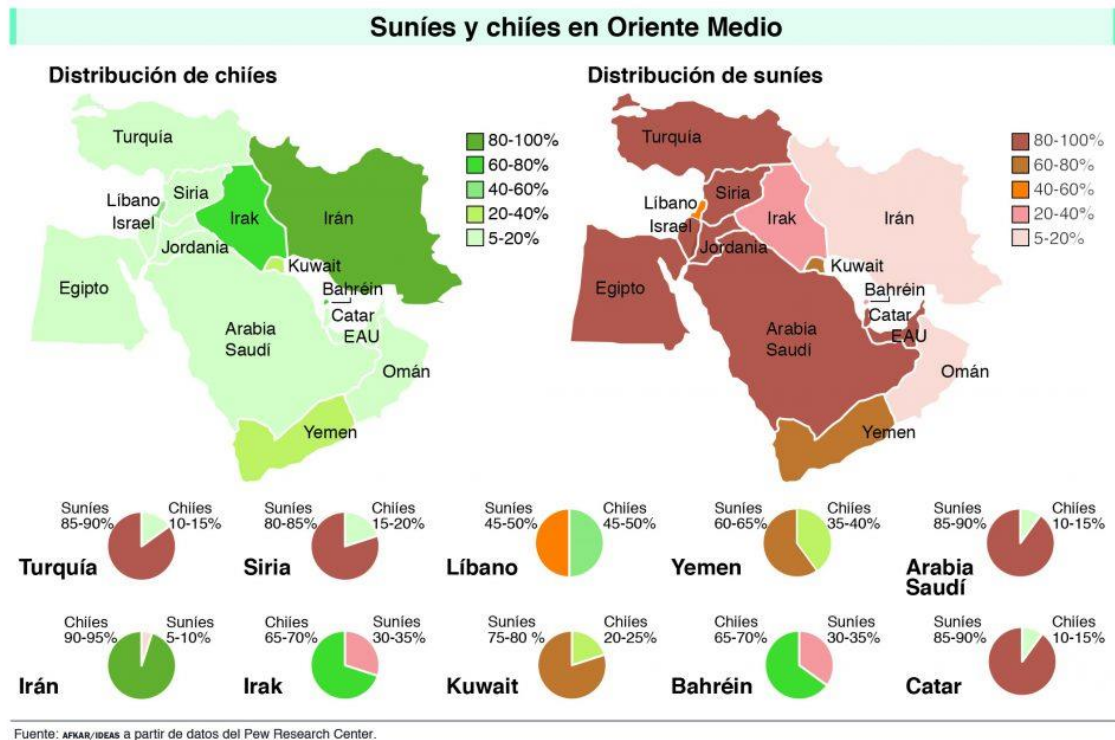 Suníes y chiíes en Oriente Medio
Distribución de chiíes
Turquía
Líbano
Siria
Israel
Irak
Irán
Jordania
Kuwait
Egipto
Bahréin
Catar
Arabia
Saudí
EAU
Omán
Yemen
80-100%
60-80%
40-60%
20-40%
5-20%
Distribución de suníes
Turquía
Líbano
Siria
Israel
Irak
Irán
Jordania
Kuwait
Egipto
Bahréin
Catar
Arabia
Saudí
EAU
Omán
Yemen
80-100%
60-80%
40-60%
20-40%
5-20%
Suníes
85-90%
Chiíes
10-15%
Turquía
Suníes
80-85%
Chiíes
15-20%
Siria
Suníes
45-50%
Chiíes
45-50%
Líbano
Suníes
60-65%
Chiíes
35-40%
Yemen
Suníes
85-90%
Chiíes
10-15%
Arabia
Saudí
Chiíes
90-95%
Suníes
5-10%
Irán
Chiíes
65-70%
Suníes
30-35%
Irak
Suníes
75-80 %
Chiíes
20-25%
Kuwait
Chiíes
65-70%
Suníes
30-35%
Bahréin
Suníes
85-90%
Chiíes
10-15%
Catar
Fuente: AFKAR/IDEAS a partir de datos del Pew Research Center.